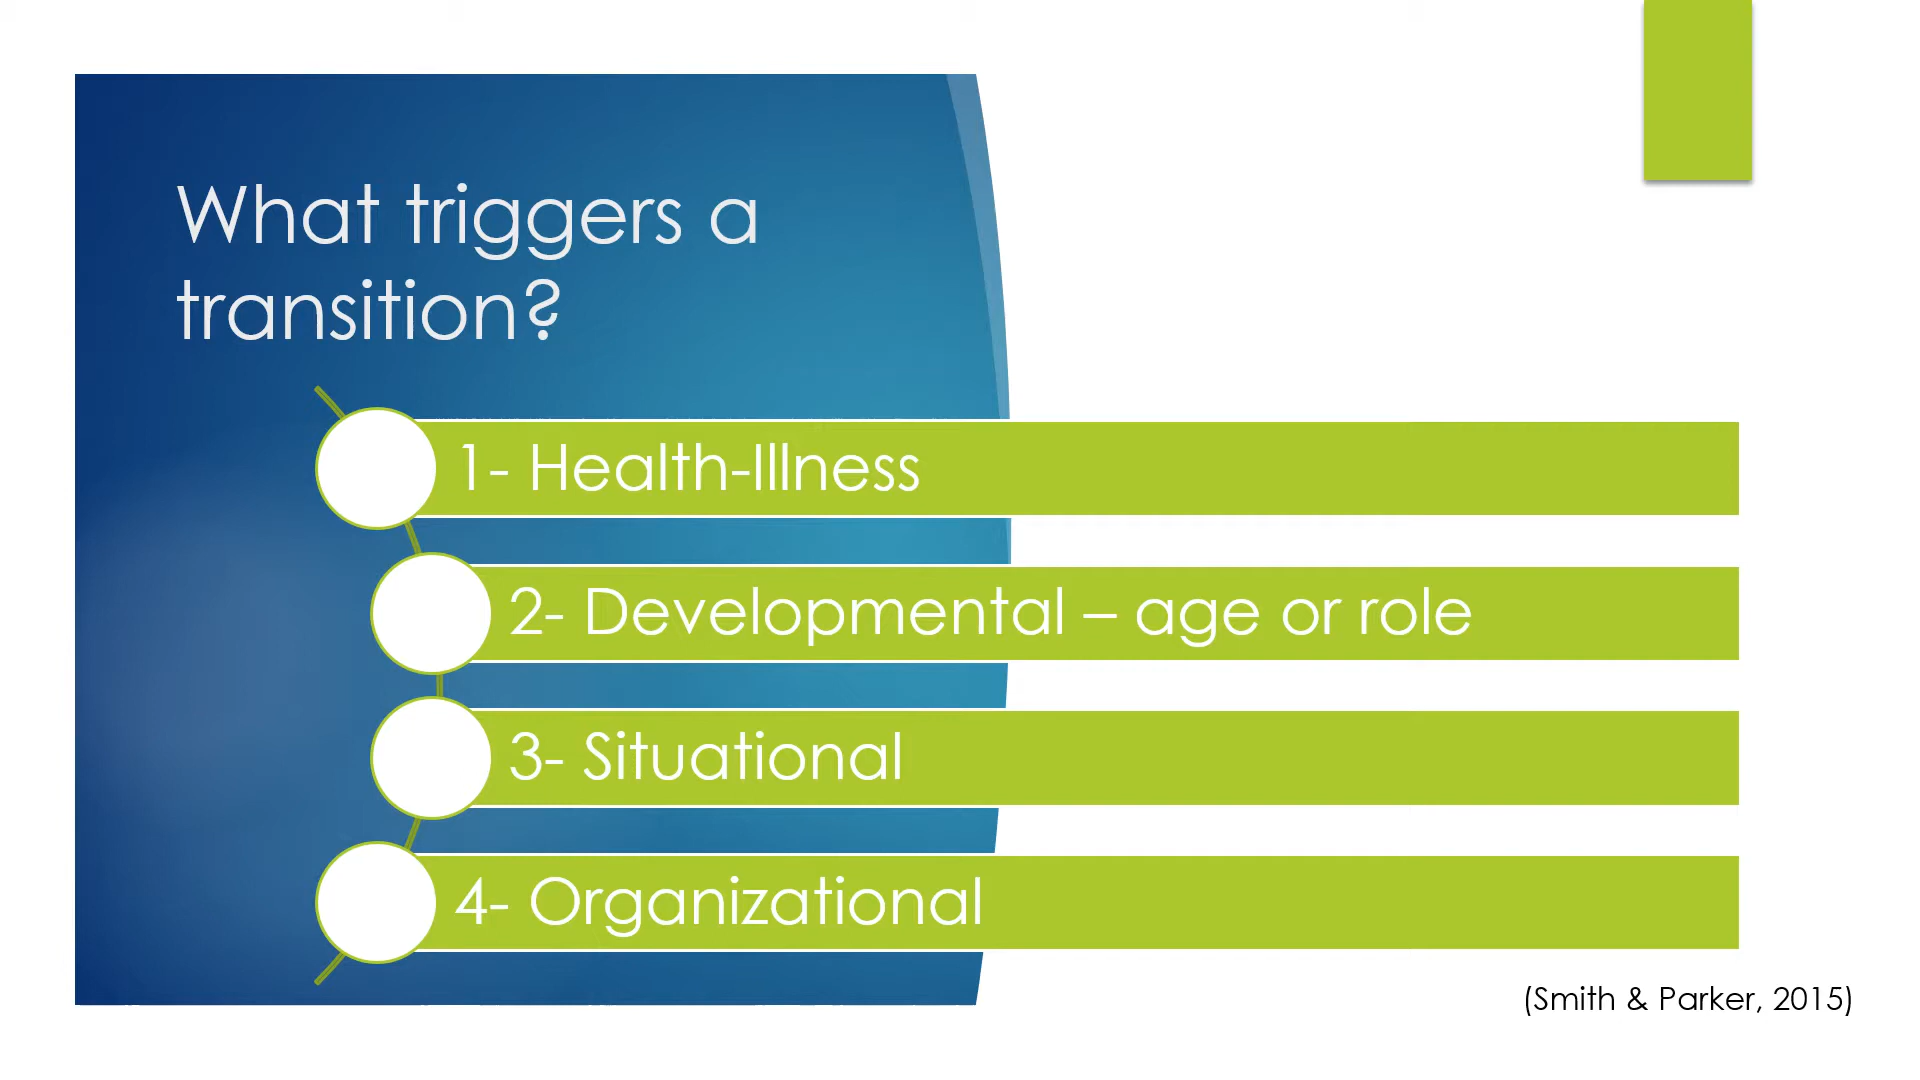 What triggers a
transition?
1- Health-Illness
2- Developmental – age or role
3- Situational
4- Organizational
(Smith & Parker, 2015)